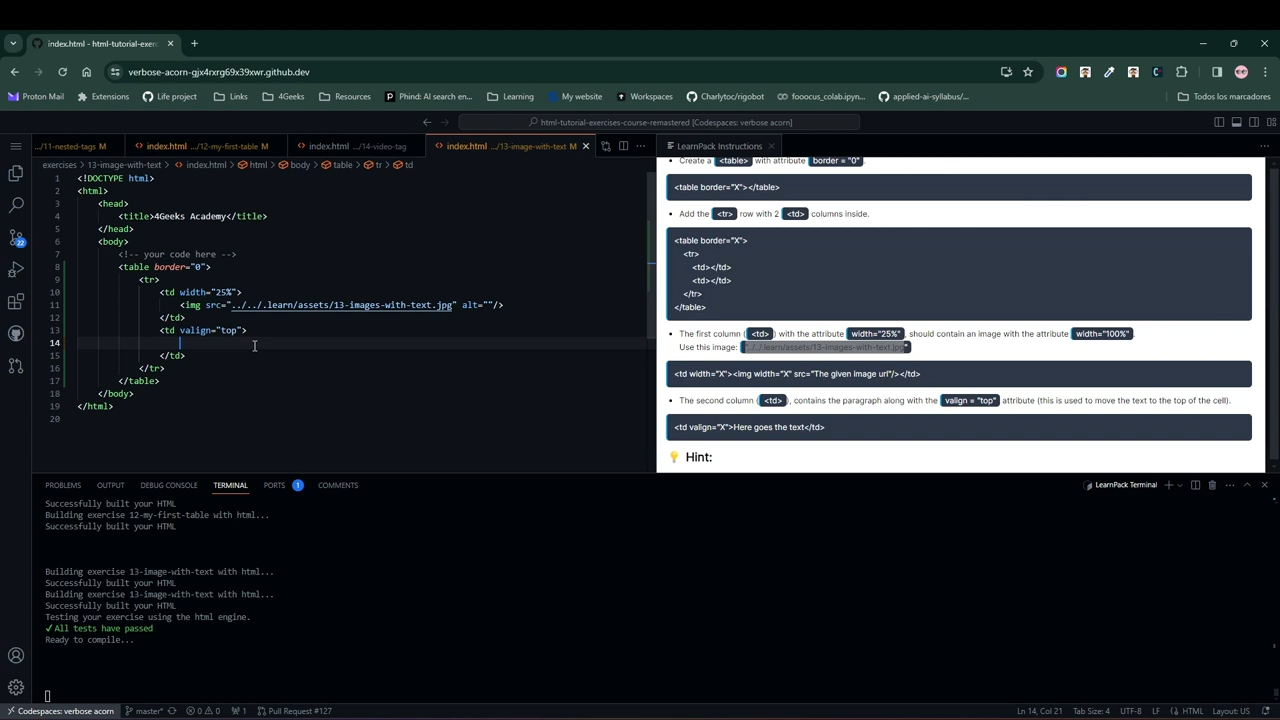 index.html - html-tutorial-exerc
verbose-acorn-gjx4rxrg69x39xwr.github.dev
Proton Mail Extensions Life project Links 4Geeks Resources Phind: AI search en... Learning My website Workspaces Charlytoc/rigobot fooocus_colab.ipyn... applied-ai-syllabus/... Todos los marcadores
html-tutorial-exercises-course-remastered [Codespaces: verbose acorn]
.../11-nested-tags M index.html .../12-my-first-table M index.html .../14-video-tag index.html .../13-image-with-text M LearnPack Instructions
exercises > 13-image-with-text > index.html > html > body > table > tr > td
1 <!DOCTYPE html>
2 <html>
3 <head>
4 <title>4Geeks Academy</title>
5 </head>
6 <body>
7 <!-- your code here -->
8 <table border="0">
9 <tr>
10 <td width="25%">
11 <img src="../../.learn/assets/13-images-with-text.jpg" alt=""/>
12 </td>
13 <td valign="top">
14
15 </td>
16 </tr>
17 </table>
18 </body>
19 </html>
20
• Create a <table> with attribute border = "0".
<table border="X"></table>
• Add the <tr> row with 2 <td> columns inside.
<table border="X">
<tr>
<td></td>
<td></td>
</tr>
</table>
• The first column (<td>) with the attribute width="25%", should contain an image with the attribute width="100%".
Use this image: "../../.learn/assets/13-images-with-text.jpg"
<td width="X"><img width="X" src="The given image url"/></td>
• The second column (<td>), contains the paragraph along with the valign = "top" attribute (this is used to move the text to the top of the cell).
<td valign="X">Here goes the text</td>
Hint:
PROBLEMS OUTPUT DEBUG CONSOLE TERMINAL PORTS 1 COMMENTS LearnPack Terminal
Successfully built your HTML
Building exercise 12-my-first-table with html...
Successfully built your HTML
Building exercise 13-image-with-text with html...
Successfully built your HTML
Building exercise 13-image-with-text with html...
Successfully built your HTML
Testing your exercise using the html engine.
✓All tests have passed
Ready to compile...
22
Codespaces: verbose acorn master* 0 0 1 Pull Request #127 Ln 14, Col 21 Tab Size: 4 UTF-8 LF HTML Layout: US